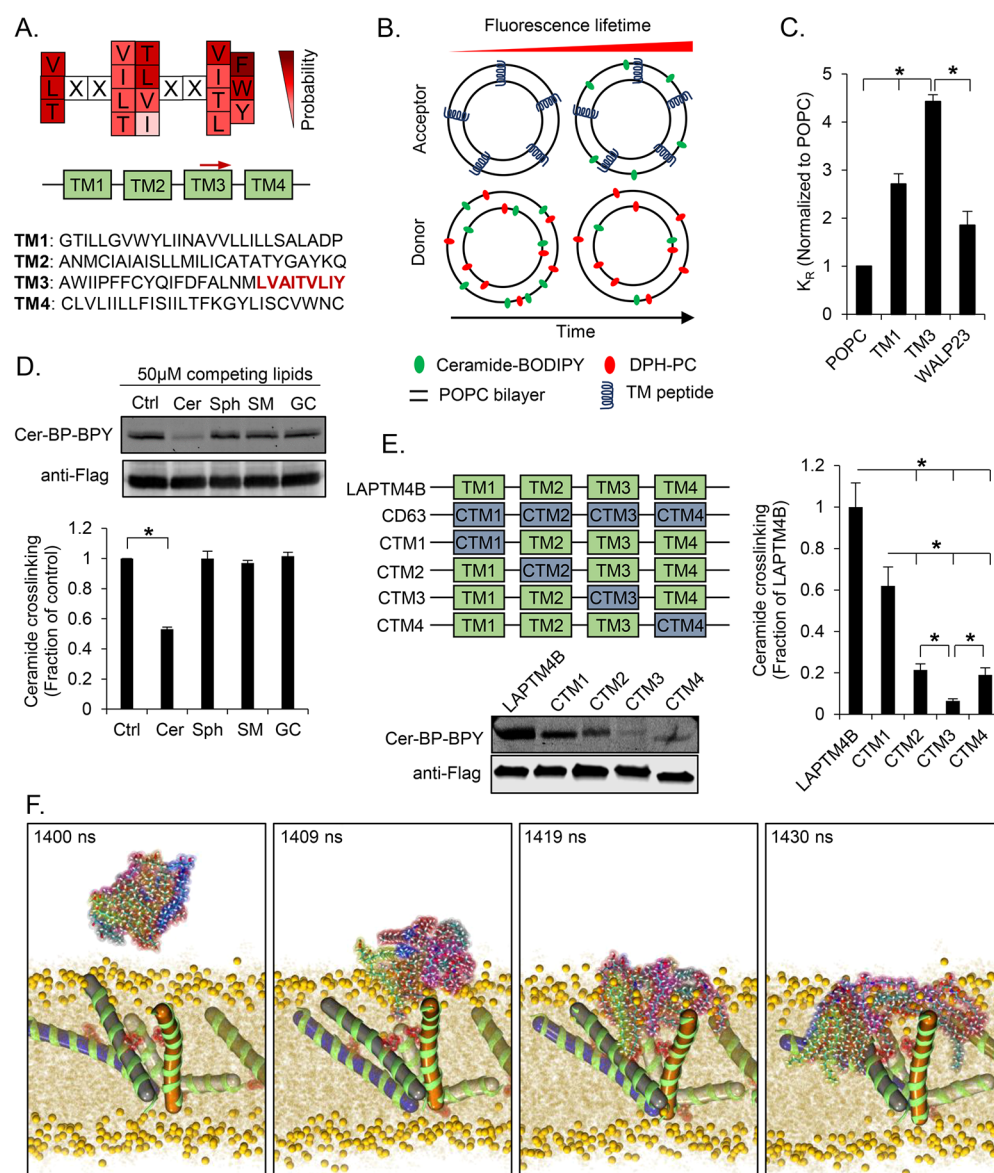 A.
V
L
T
X
X
V
I
L
T
T
L
V
I
X
X
V
I
T
L
F
W
Y
Probability
TM1 TM2 TM3 TM4
TM1: GTILLGVWYLIINAVVLLILLSALADP
TM2: ANMCIAIAISLLMILICATATYGAYKQ
TM3: AWIIPFFCYQIFDFALNMLVAITVLIY
TM4: CLVLIILLFISIILTFKGYLISCVWNC
B.
Fluorescence lifetime
Acceptor
Donor
Time
Ceramide-BODIPY DPH-PC
POPC bilayer TM peptide
C.
KR (Normalized to POPC)
5
4
3
2
1
0
* *
POPC TM1 TM3 WALP23
D.
50µM competing lipids
Ctrl Cer Sph SM GC
Cer-BP-BPY
anti-Flag
Ceramide crosslinking
(Fraction of control)
1.2
1
0.8
0.6
0.4
0.2
0
*
Ctrl Cer Sph SM GC
E.
LAPTM4B TM1 TM2 TM3 TM4
CD63 CTM1 CTM2 CTM3 CTM4
CTM1 CTM1 TM2 TM3 TM4
CTM2 TM1 CTM2 TM3 TM4
CTM3 TM1 TM2 CTM3 TM4
CTM4 TM1 TM2 TM3 CTM4
LAPTM4B CTM1 CTM2 CTM3 CTM4
Cer-BP-BPY
anti-Flag
Ceramide crosslinking
(Fraction of LAPTM4B)
1.2
1
0.8
0.6
0.4
0.2
0
*
*
* *
LAPTM4B CTM1 CTM2 CTM3 CTM4
F.
1400 ns 1409 ns 1419 ns 1430 ns